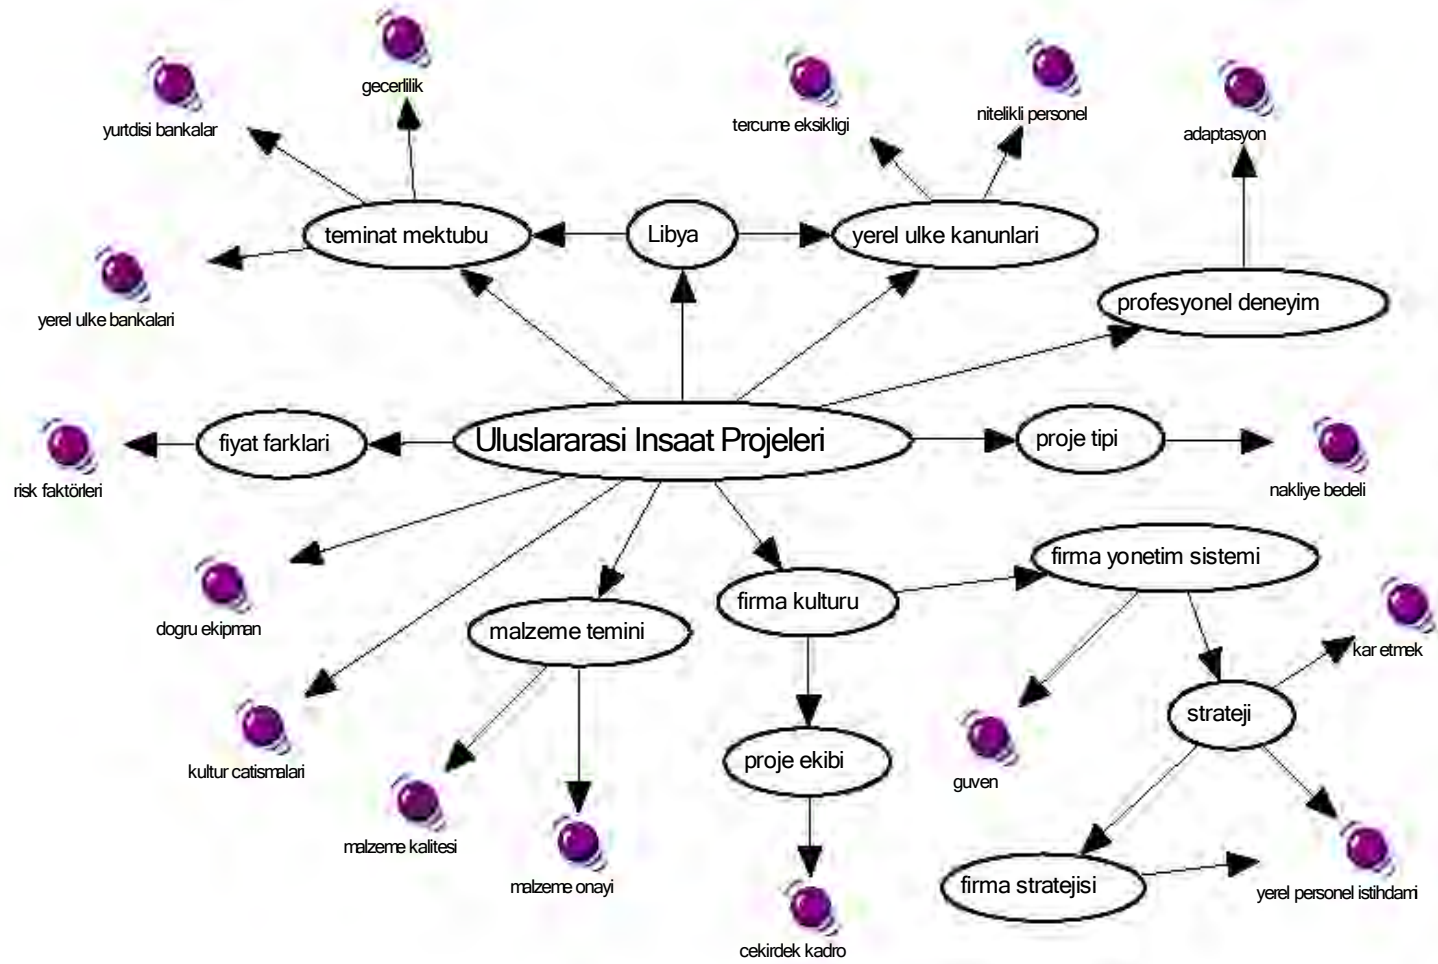 gecerlilik
yurtdisi bankalar
tercume eksikligi
nitelikli personel
adaptasyon
teminat mektubu
Libya
yerel ulke kanunlari
yerel ulke bankalari
profesyonel deneyim
fiyat farklari
Uluslararasi Insaat Projeleri
proje tipi
risk faktörleri
nakliye bedeli
dogru ekipman
malzeme temini
firma kulturu
firma yonetim sistemi
kar etmek
kultur catismalari
strateji
proje ekibi
guven
malzeme kalitesi
malzeme onayi
firma stratejisi
yerel personel istihdami
cekirdek kadro